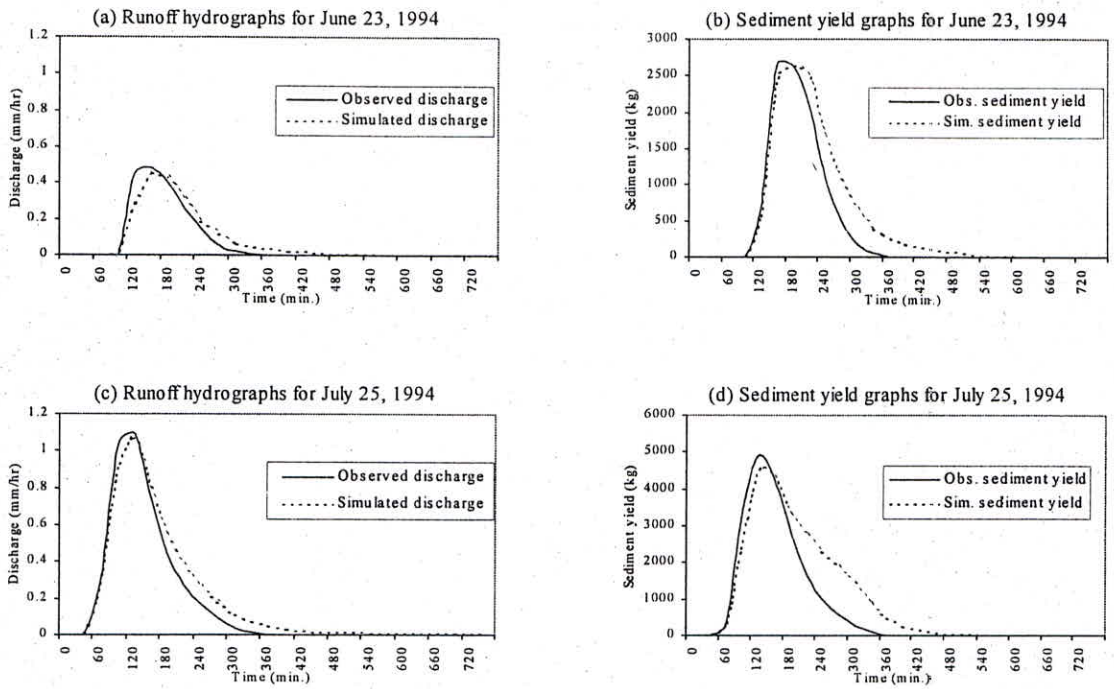 (a) Runoff hydrographs for June 23, 1994
1.2
1
0.8
0.6
0.4
0.2
0
Discharge (mm/hr)
Observed discharge
Simulated discharge
0 60 120 180 240 300 360 420 480 540 600 660 720
Time (min.)
(b) Sediment yield graphs for June 23, 1994
3000
2500
2000
1500
1000
500
0
Sediment yield (kg)
Obs. sediment yield
Sim. sediment yield
0 60 120 180 240 300 360 420 480 540 600 660 720
Time (min.)
(c) Runoff hydrographs for July 25, 1994
1.2
1
0.8
0.6
0.4
0.2
0
Discharge (mm/hr)
Observed discharge
Simulated discharge
0 60 120 180 240 300 360 420 480 540 600 660 720
Time (min.)
(d) Sediment yield graphs for July 25, 1994
6000
5000
4000
3000
2000
1000
0
Sediment yield (kg)
Obs. sediment yield
Sim. sediment yield
0 60 120 180 240 300 360 420 480 540 600 660 720
Time (min.)